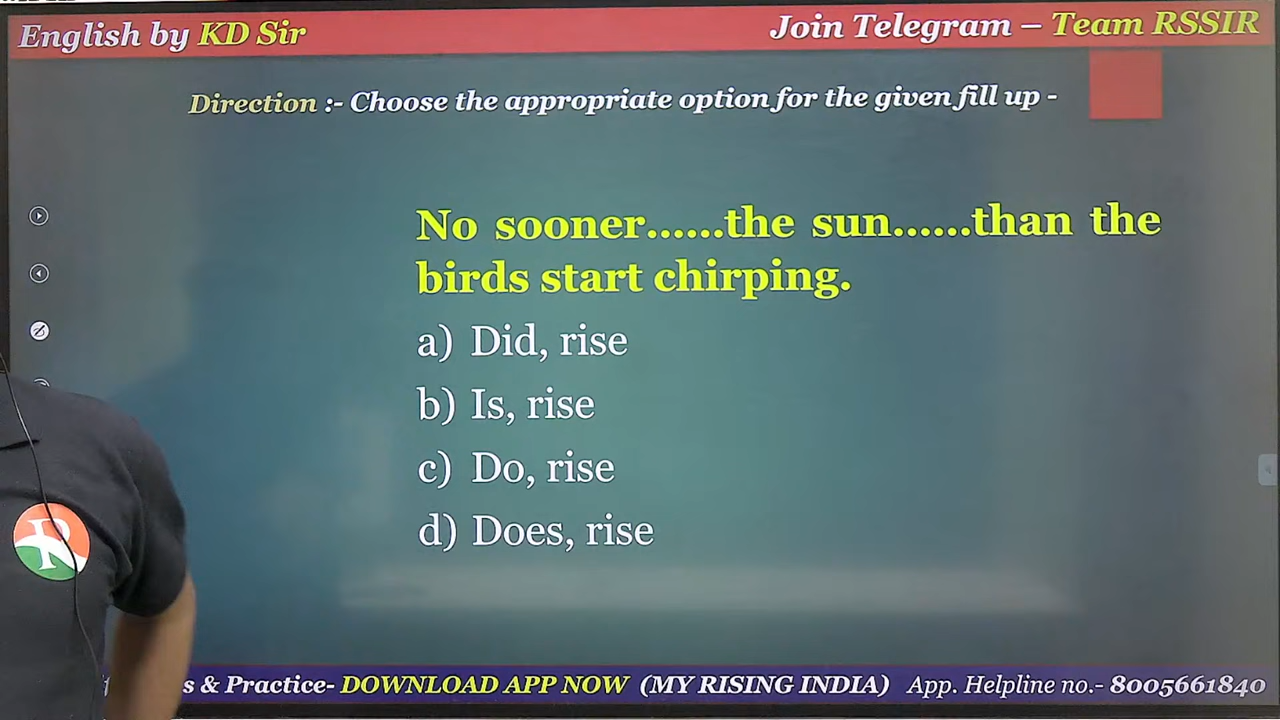 English by KD Sir
Join Telegram – Team RSSIR
Direction :- Choose the appropriate option for the given fill up -
No sooner......the sun......than the
birds start chirping.
a) Did, rise
b) Is, rise
c) Do, rise
d) Does, rise
& Practice- DOWNLOAD APP NOW (MY RISING INDIA) App. Helpline no.- 8005661840
R